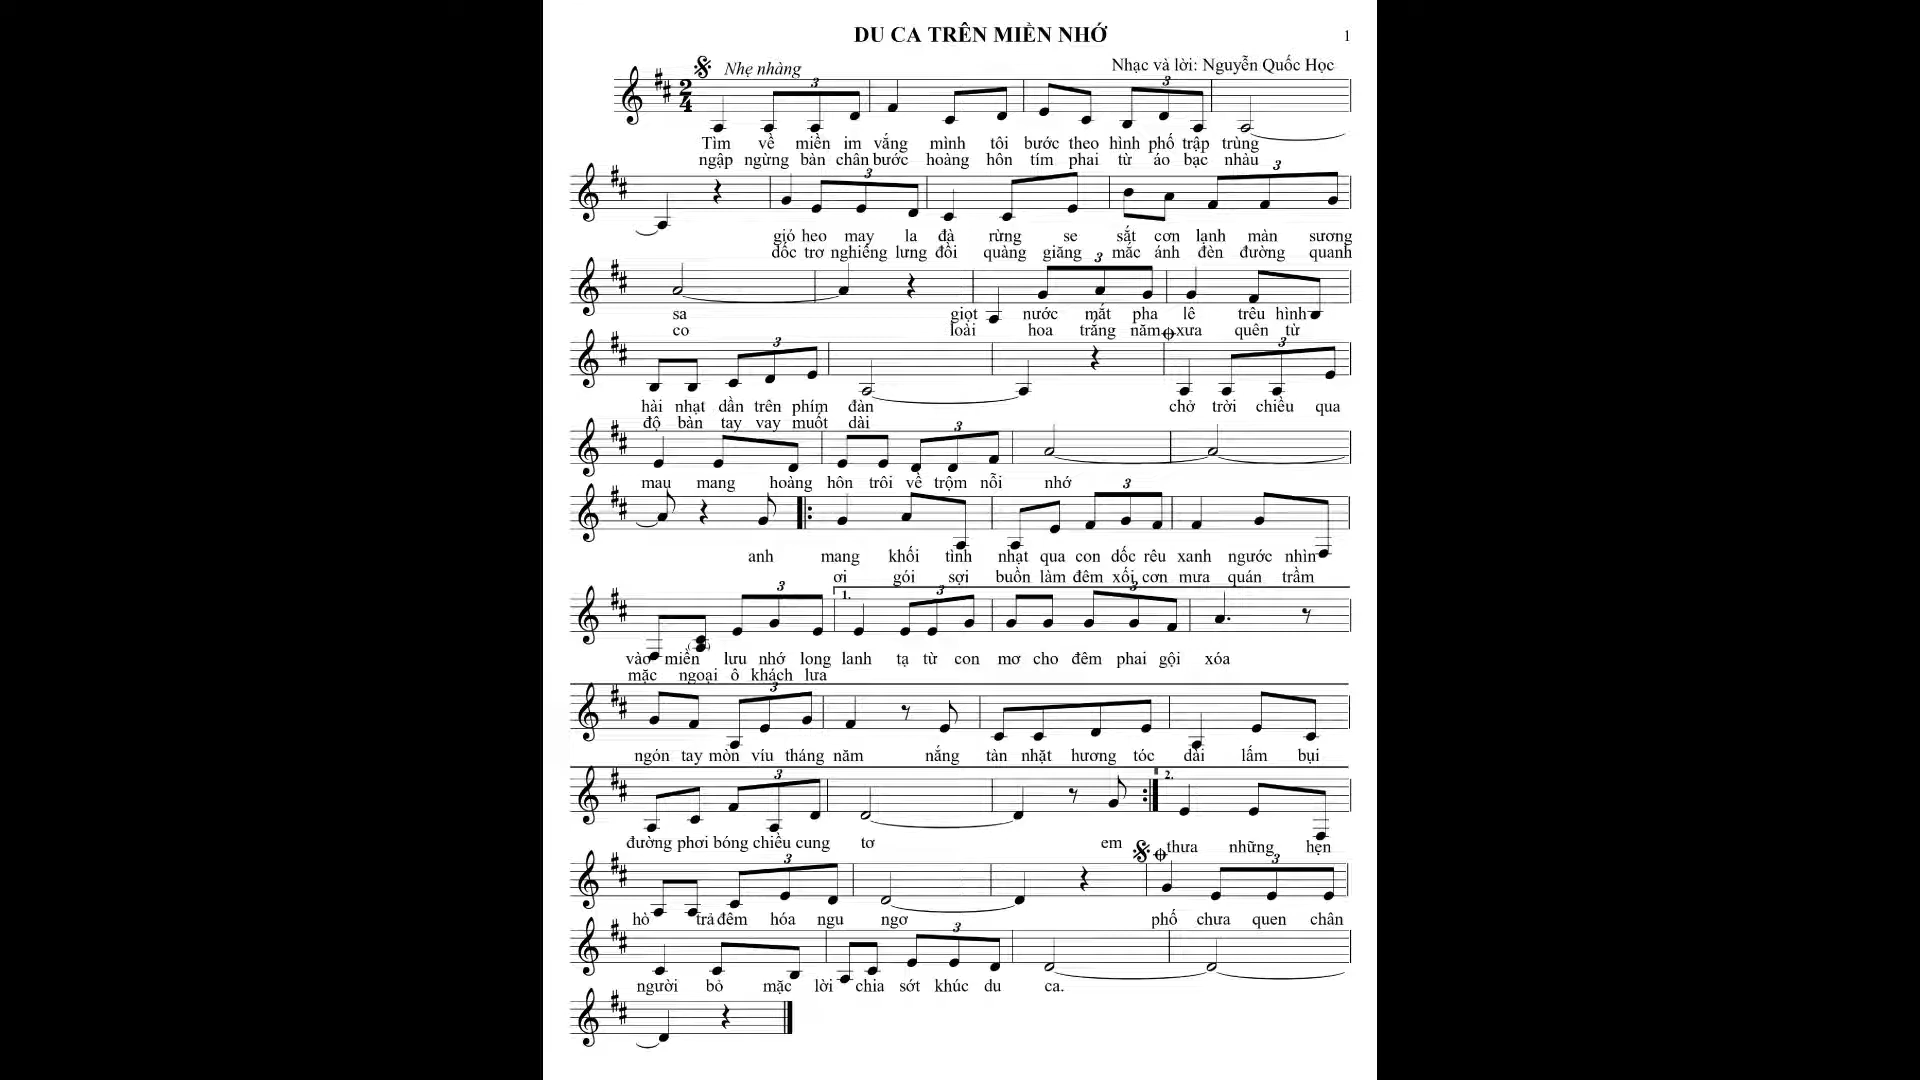 DU CA TRÊN MIỀN NHỚ
1
Nhẹ nhàng
Nhạc và lời: Nguyễn Quốc Học
Tìm về miền im vắng mình tôi bước theo hình phố trập trùng
ngập ngừng bàn chân bước hoàng hôn tím phai từ áo bạc nhàu
gió heo may la đà rừng se sắt cơn lạnh màn sương
dốc trơ nghiêng lưng đồi quàng giăng mắc ánh đèn đường quanh
sa giọt nước mắt pha lê trêu hình
co loài hoa trắng năm xưa quên từ
hài nhạt dần trên phím đàn chở trời chiều qua
độ bàn tay vay muốt dài
mau mang hoàng hôn trôi về trộm nỗi nhớ
anh mang khối tình nhạt qua con dốc rêu xanh ngước nhìn
ơi gói sợi buồn làm đêm xối cơn mưa quán trầm
1.
vào miền lưu nhớ long lanh tạ từ con mơ cho đêm phai gội xóa
mặc ngoại ô khách lưa
ngón tay mòn víu tháng năm nắng tàn nhặt hương tóc dài lấm bụi
2.
đường phơi bóng chiều cung tơ em thưa những hẹn
hò trả đêm hóa ngu ngơ phố chưa quen chân
người bỏ mặc lời chia sớt khúc du ca.